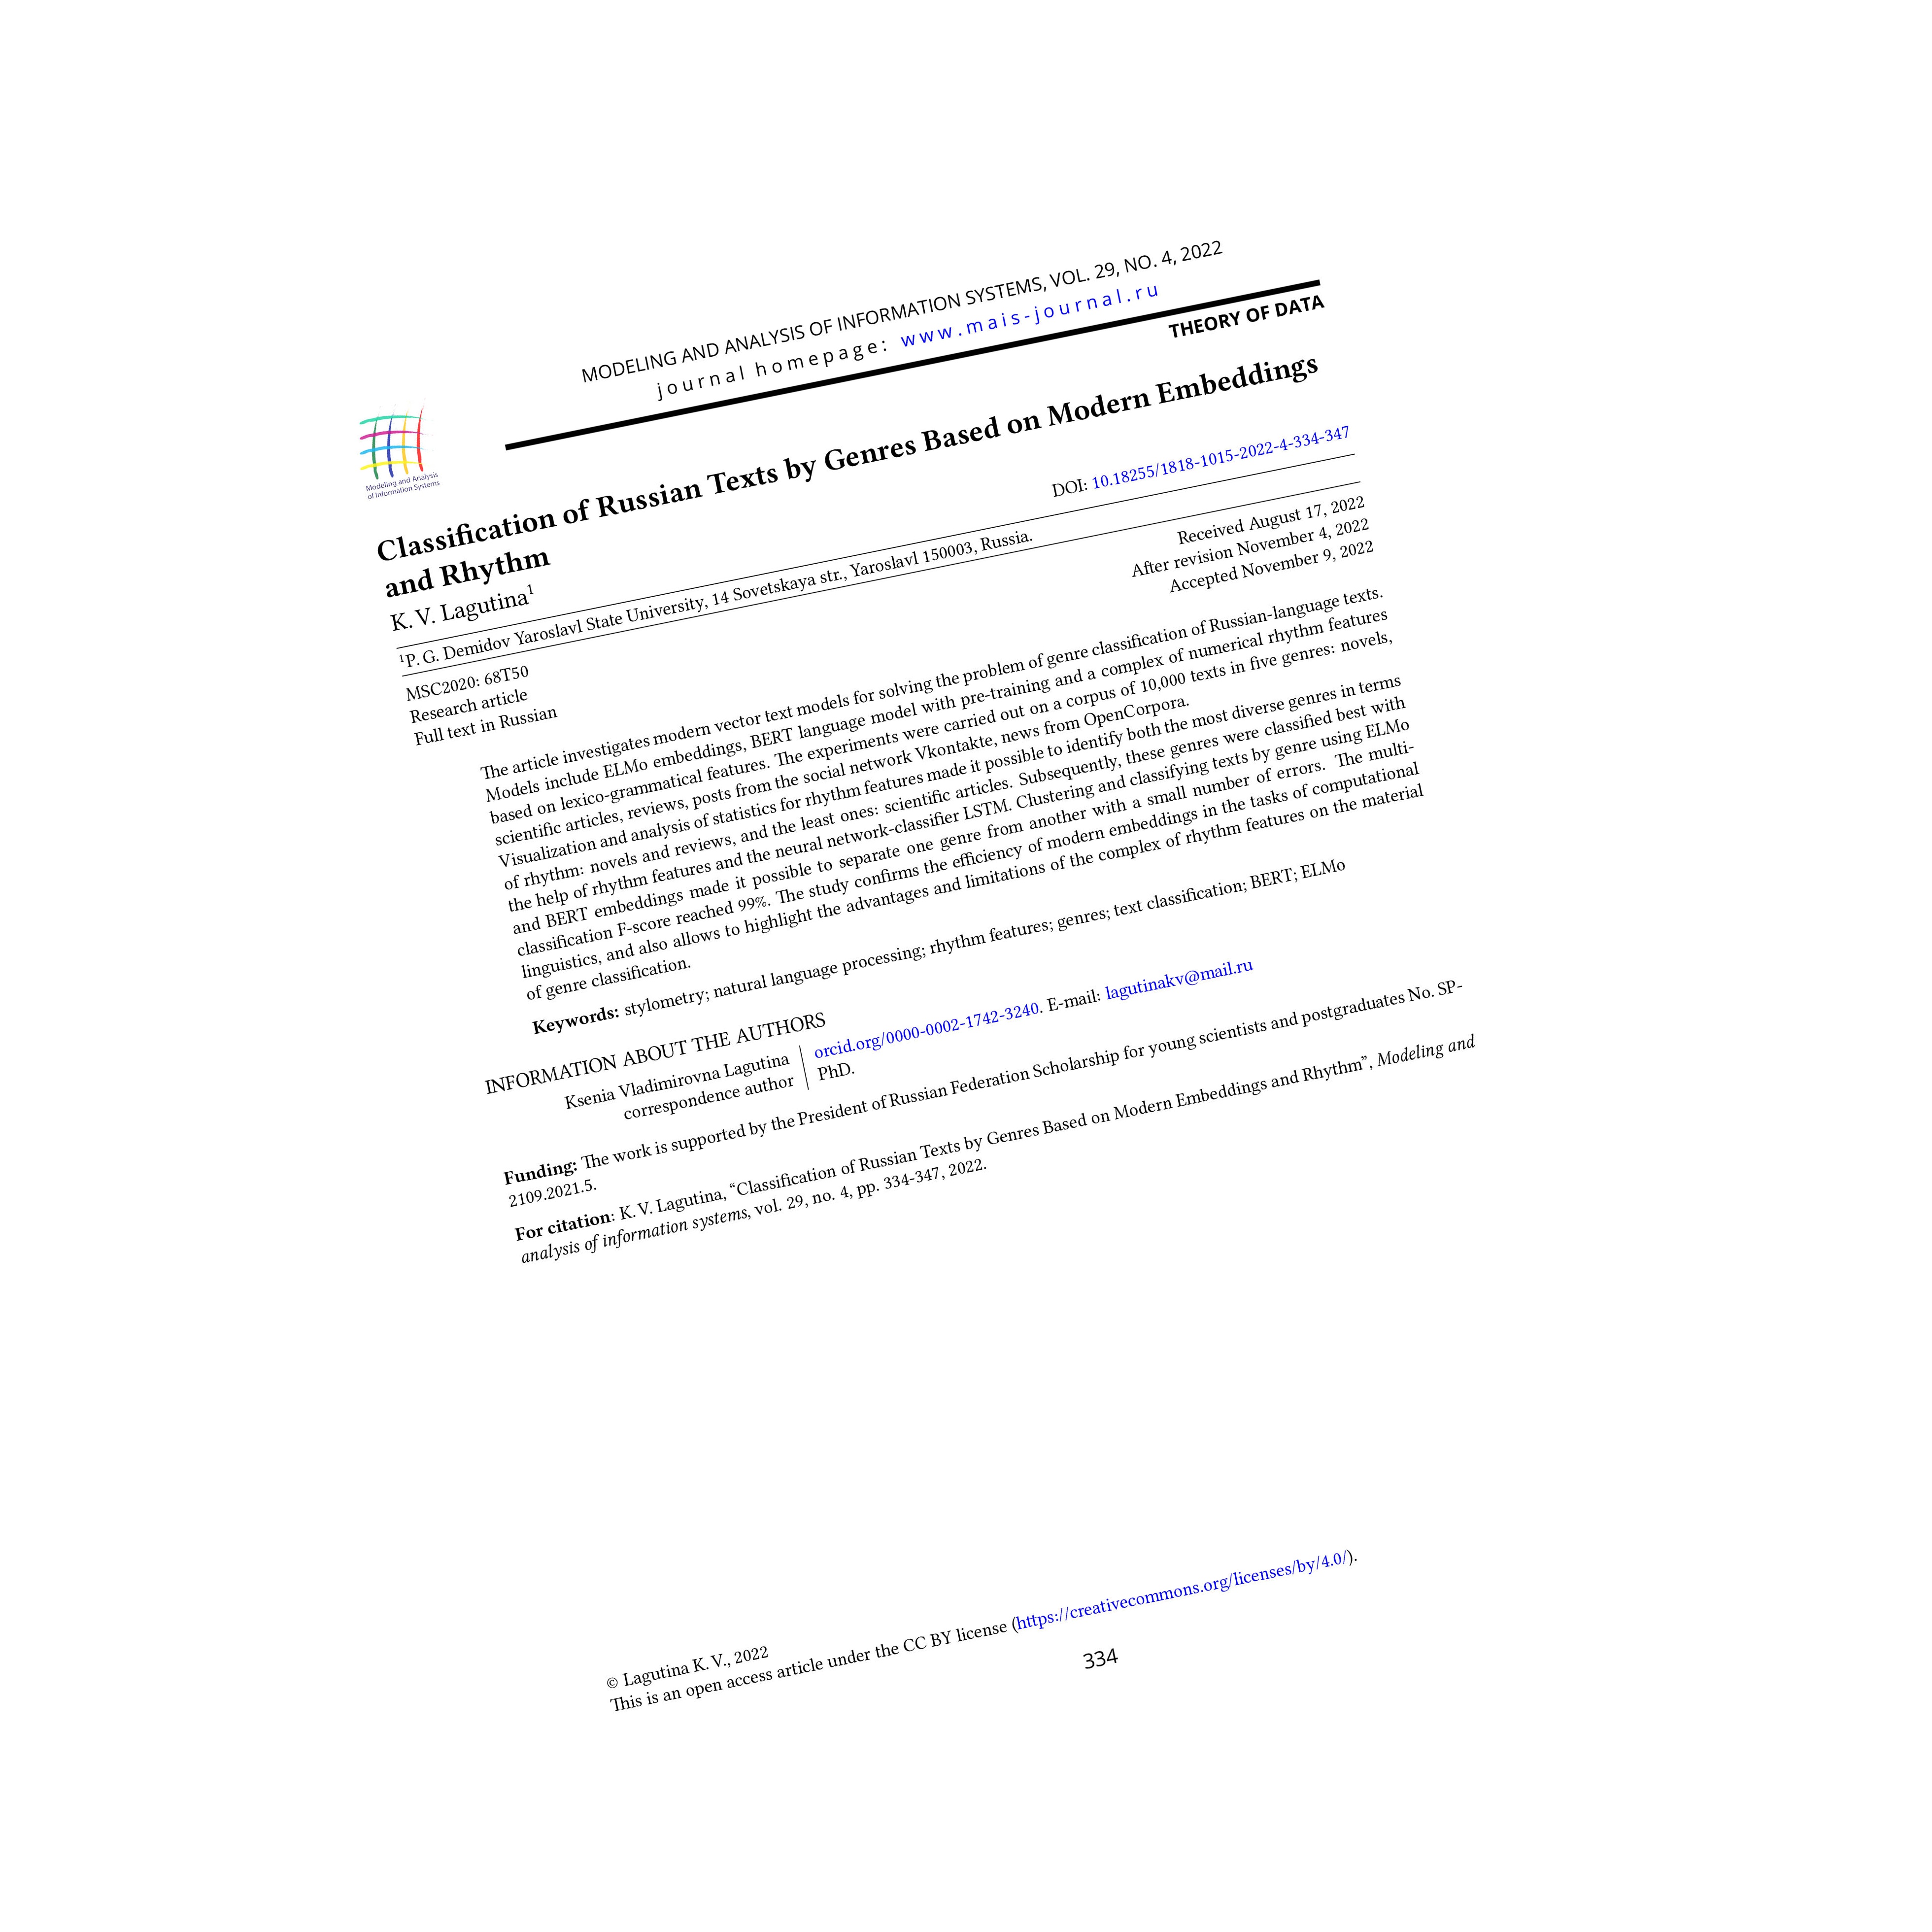 MODELING AND ANALYSIS OF INFORMATION SYSTEMS, VOL. 29, NO. 4, 2022
journal homepage: www.mais-journal.ru
Modeling and Analysis
of Information Systems
THEORY OF DATA
Classification of Russian Texts by Genres Based on Modern Embeddings
and Rhythm
K. V. Lagutina¹
DOI: 10.18255/1818-1015-2022-4-334-347
¹P. G. Demidov Yaroslavl State University, 14 Sovetskaya str., Yaroslavl 150003, Russia.
MSC2020: 68T50
Research article
Full text in Russian
Received August 17, 2022
After revision November 4, 2022
Accepted November 9, 2022
The article investigates modern vector text models for solving the problem of genre classification of Russian-language texts.
Models include ELMo embeddings, BERT language model with pre-training and a complex of numerical rhythm features
based on lexico-grammatical features. The experiments were carried out on a corpus of 10,000 texts in five genres: novels,
scientific articles, reviews, posts from the social network Vkontakte, news from OpenCorpora.
Visualization and analysis of statistics for rhythm features made it possible to identify both the most diverse genres in terms
of rhythm: novels and reviews, and the least ones: scientific articles. Subsequently, these genres were classified best with
the help of rhythm features and the neural network-classifier LSTM. Clustering and classifying texts by genre using ELMo
and BERT embeddings made it possible to separate one genre from another with a small number of errors. The multi-
classification F-score reached 99%. The study confirms the efficiency of modern embeddings in the tasks of computational
linguistics, and also allows to highlight the advantages and limitations of the complex of rhythm features on the material
of genre classification.
Keywords: stylometry; natural language processing; rhythm features; genres; text classification; BERT; ELMo
INFORMATION ABOUT THE AUTHORS
Ksenia Vladimirovna Lagutina
correspondence author
orcid.org/0000-0002-1742-3240. E-mail: lagutinakv@mail.ru
PhD.
Funding: The work is supported by the President of Russian Federation Scholarship for young scientists and postgraduates No. SP-
2109.2021.5.
For citation: K. V. Lagutina, “Classification of Russian Texts by Genres Based on Modern Embeddings and Rhythm”, Modeling and
analysis of information systems, vol. 29, no. 4, pp. 334-347, 2022.
© Lagutina K. V., 2022
This is an open access article under the CC BY license (https://creativecommons.org/licenses/by/4.0/).
334